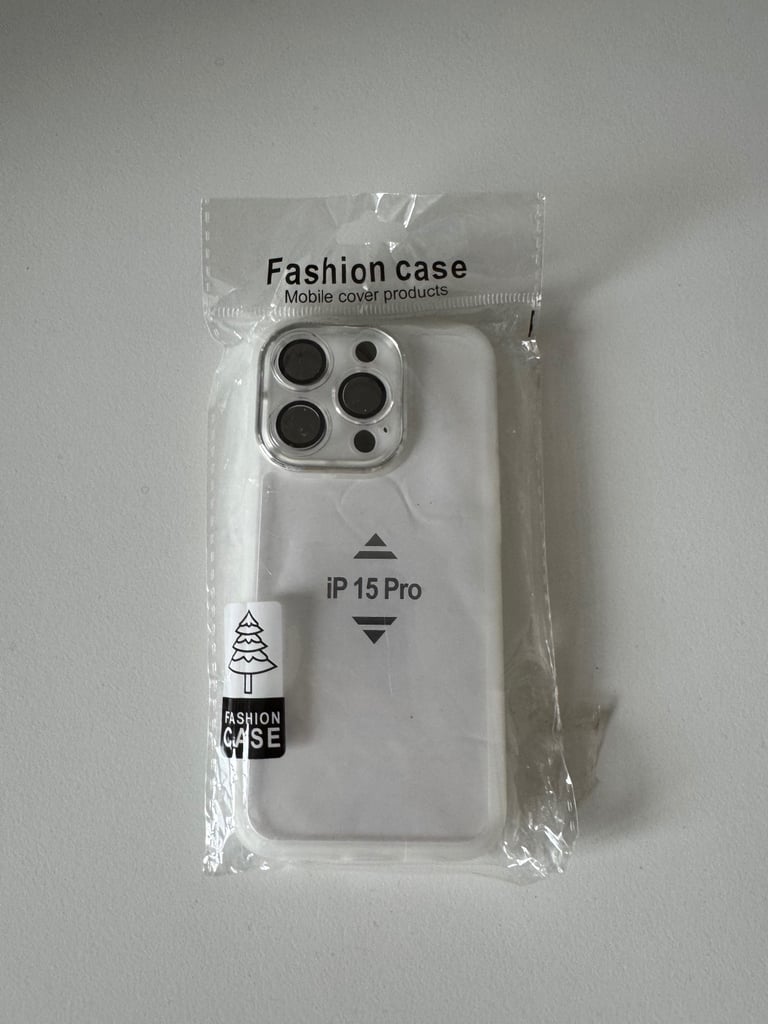 Fashion case
Mobile cover products
iP 15 Pro
FASHION
CASE